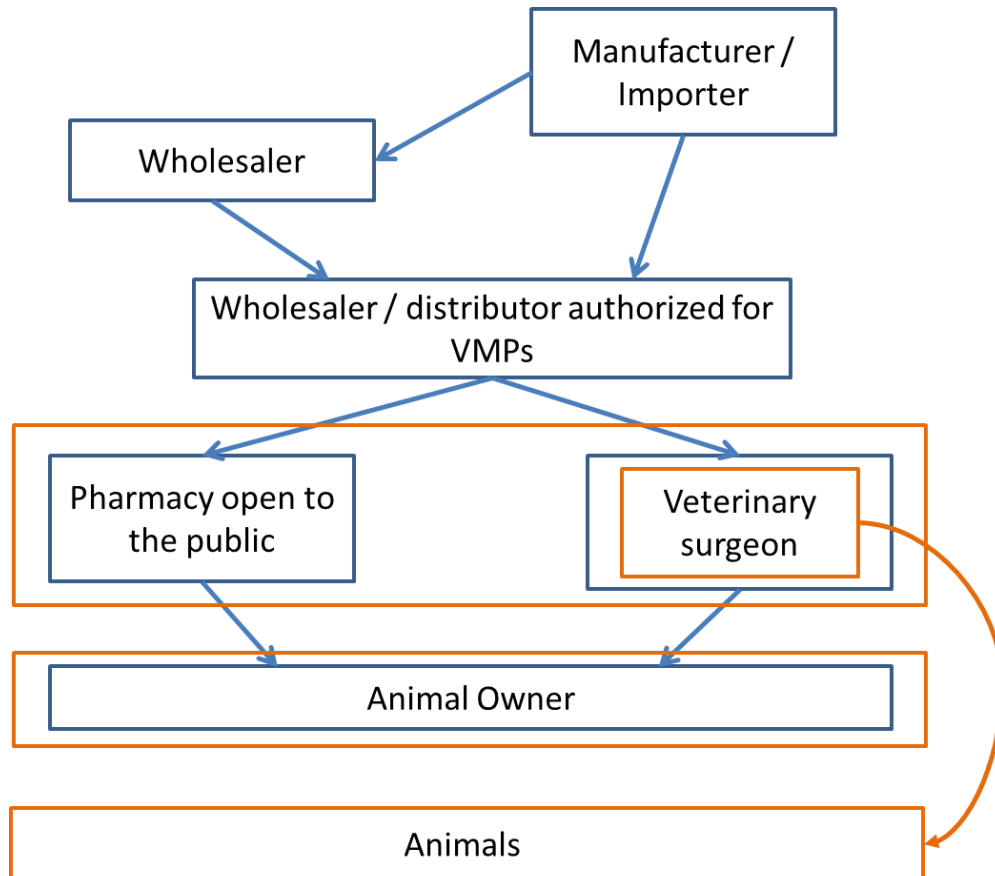 Manufacturer /
Importer
Wholesaler
Wholesaler / distributor authorized for
VMPs
Pharmacy open to
the public
Veterinary
surgeon
Animal Owner
Animals